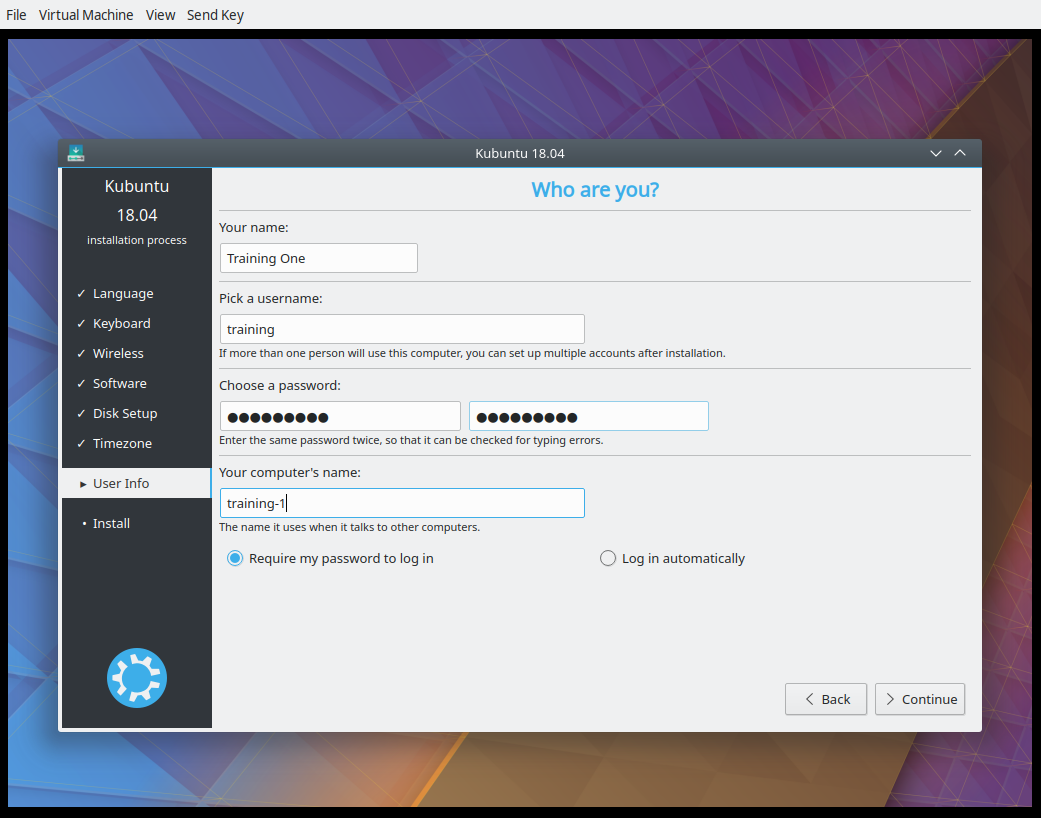 File Virtual Machine View Send Key
Kubuntu 18.04
Kubuntu
18.04
installation process
✓ Language
✓ Keyboard
✓ Wireless
✓ Software
✓ Disk Setup
✓ Timezone
▸ User Info
• Install
Who are you?
Your name:
Training One
Pick a username:
training
If more than one person will use this computer, you can set up multiple accounts after installation.
Choose a password:
●●●●●●●●● ●●●●●●●●●
Enter the same password twice, so that it can be checked for typing errors.
Your computer's name:
training-1
The name it uses when it talks to other computers.
Require my password to log in Log in automatically
Back Continue